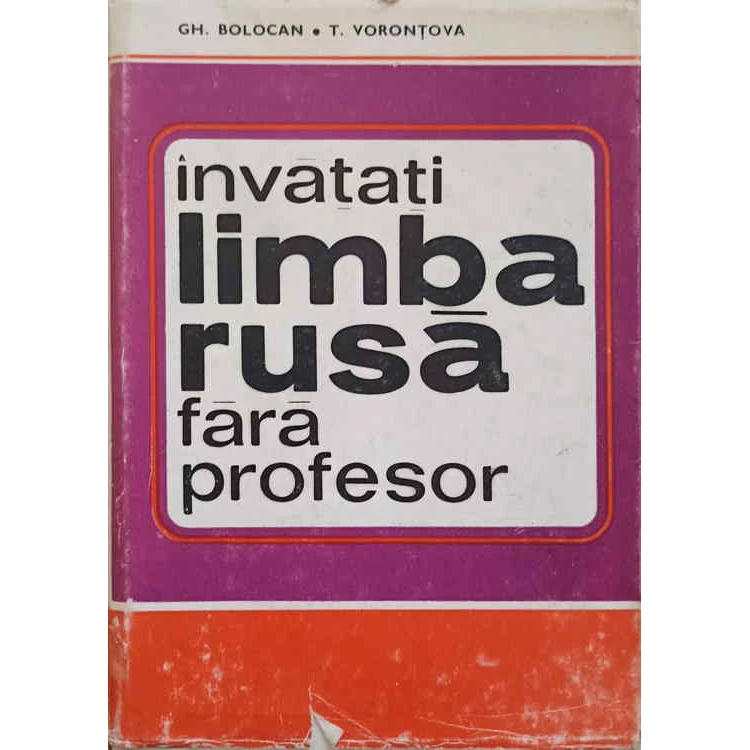 GH. BOLOCAN • T. VORONȚOVA
învățați
limba
rusă
fără
profesor